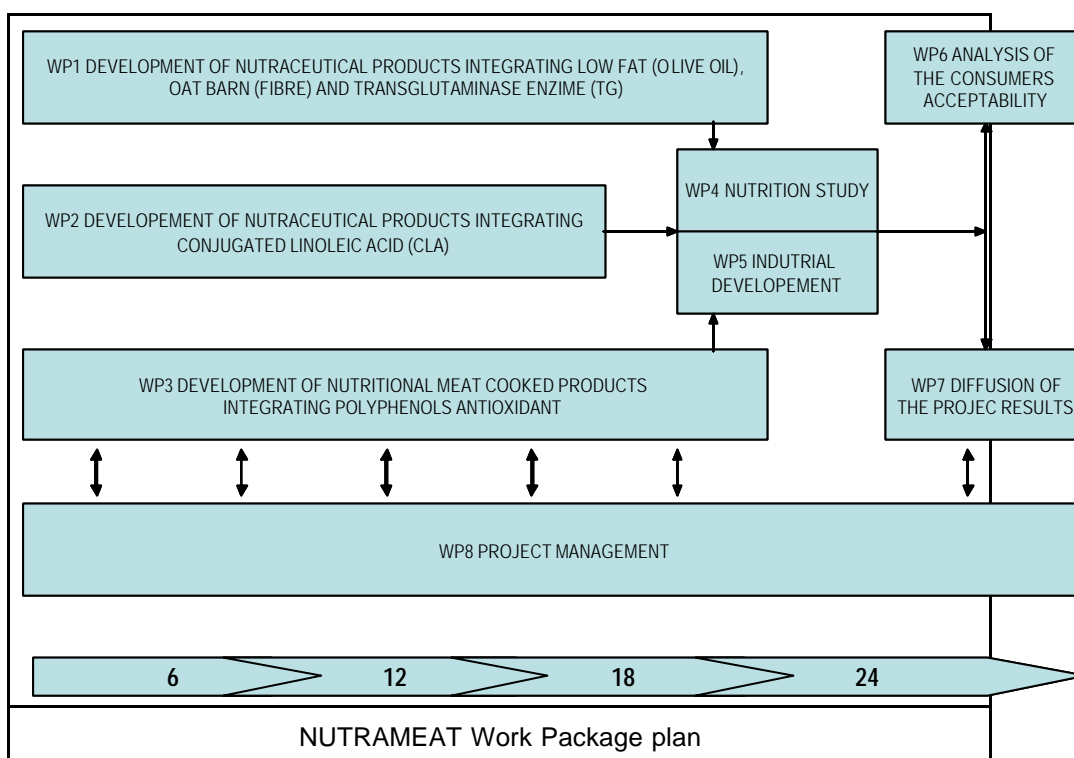 WP1 DEVELOPMENT OF NUTRACEUTICAL PRODUCTS INTEGRATING LOW FAT (OLIVE OIL),
OAT BARN (FIBRE) AND TRANSGLUTAMINASE ENZIME (TG)
WP6 ANALYSIS OF
THE CONSUMERS
ACCEPTABILITY
WP4 NUTRITION STUDY
WP2 DEVELOPEMENT OF NUTRACEUTICAL PRODUCTS INTEGRATING
CONJUGATED LINOLEIC ACID (CLA)
WP5 INDUTRIAL
DEVELOPEMENT
WP3 DEVELOPMENT OF NUTRITIONAL MEAT COOKED PRODUCTS
INTEGRATING POLYPHENOLS ANTIOXIDANT
WP7 DIFFUSION OF
THE PROJEC RESULTS
WP8 PROJECT MANAGEMENT
6 12 18 24
NUTRAMEAT Work Package plan